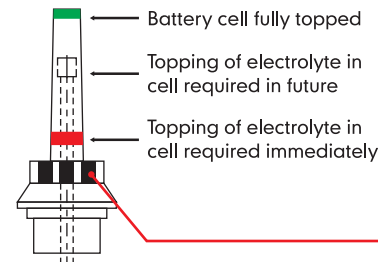 Battery cell fully topped
Topping of electrolyte in
cell required in future
Topping of electrolyte in
cell required immediately